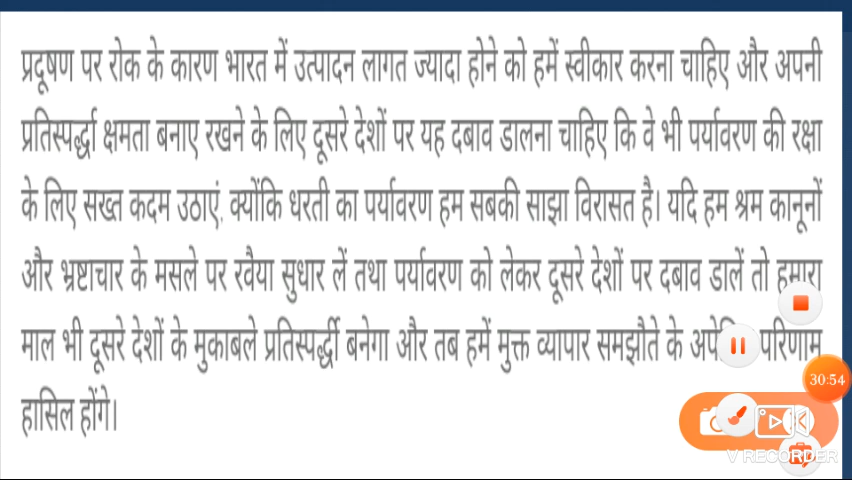 प्रदूषण पर रोक के कारण भारत में उत्पादन लागत ज्यादा होने को हमें स्वीकार करना चाहिए और अपनी
प्रतिस्पर्द्धा क्षमता बनाए रखने के लिए दूसरे देशों पर यह दबाव डालना चाहिए कि वे भी पर्यावरण की रक्षा
के लिए सख्त कदम उठाएं, क्योंकि धरती का पर्यावरण हम सबकी साझा विरासत है। यदि हम श्रम कानूनों
और भ्रष्टाचार के मसले पर रवैया सुधार लें तथा पर्यावरण को लेकर दूसरे देशों पर दबाव डालें तो हमारा
माल भी दूसरे देशों के मुकाबले प्रतिस्पर्द्धी बनेगा और तब हमें मुक्त व्यापार समझौते के परिणाम
हासिल होंगे।
30:54
V RECORDER